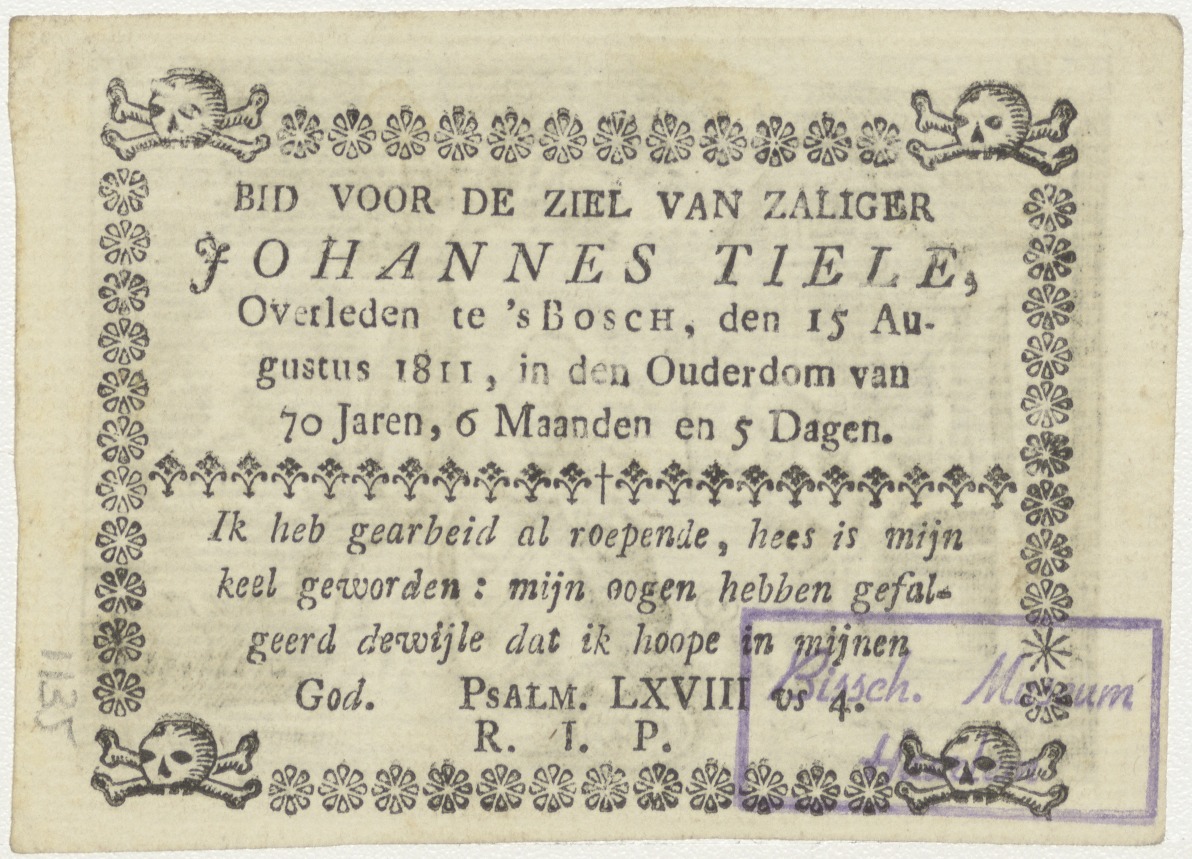 BID VOOR DE ZIEL VAN ZALIGER
JOHANNES TIELE,
Overleden te 's BOSCH, den 15 Au-
gustus 1811, in den Ouderdom van
70 Jaren, 6 Maanden en 5 Dagen.
Ik heb gearbeid al roepende, hees is mijn
keel geworden: mijn oogen hebben gefal-
geerd dewijle dat ik hoope in mijnen
God. PSALM. LXVIII vs 4.
R. I. P.
Bissch. Museum
1135